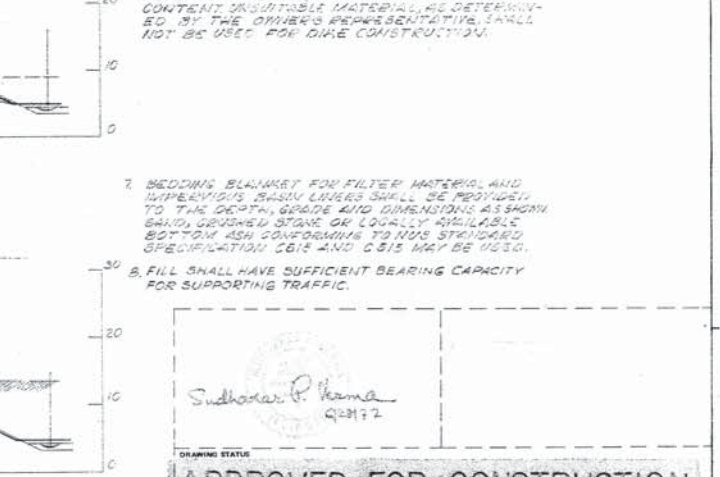 20
CONTENT. UNSUITABLE MATERIAL, AS DETERMIN-
ED BY THE OWNER'S REPRESENTATIVE, SHALL
NOT BE USED FOR DIKE CONSTRUCTION.
10
0
7. BEDDING BLANKET FOR FILTER MATERIAL AND
IMPERVIOUS BASIN LINERS SHALL BE PROVIDED
TO THE DEPTH, GRADE AND DIMENSIONS AS SHOWN.
SAND, CRUSHED STONE OR LOCALLY AVAILABLE
BOTTOM ASH CONFORMING TO NUS STANDARD
SPECIFICATION C615 AND C515 MAY BE USED.
30
8. FILL SHALL HAVE SUFFICIENT BEARING CAPACITY
FOR SUPPORTING TRAFFIC.
20
10
Sudhakar P. Verma
0
DRAWING STATUS
APPROVED FOR CONSTRUCTION